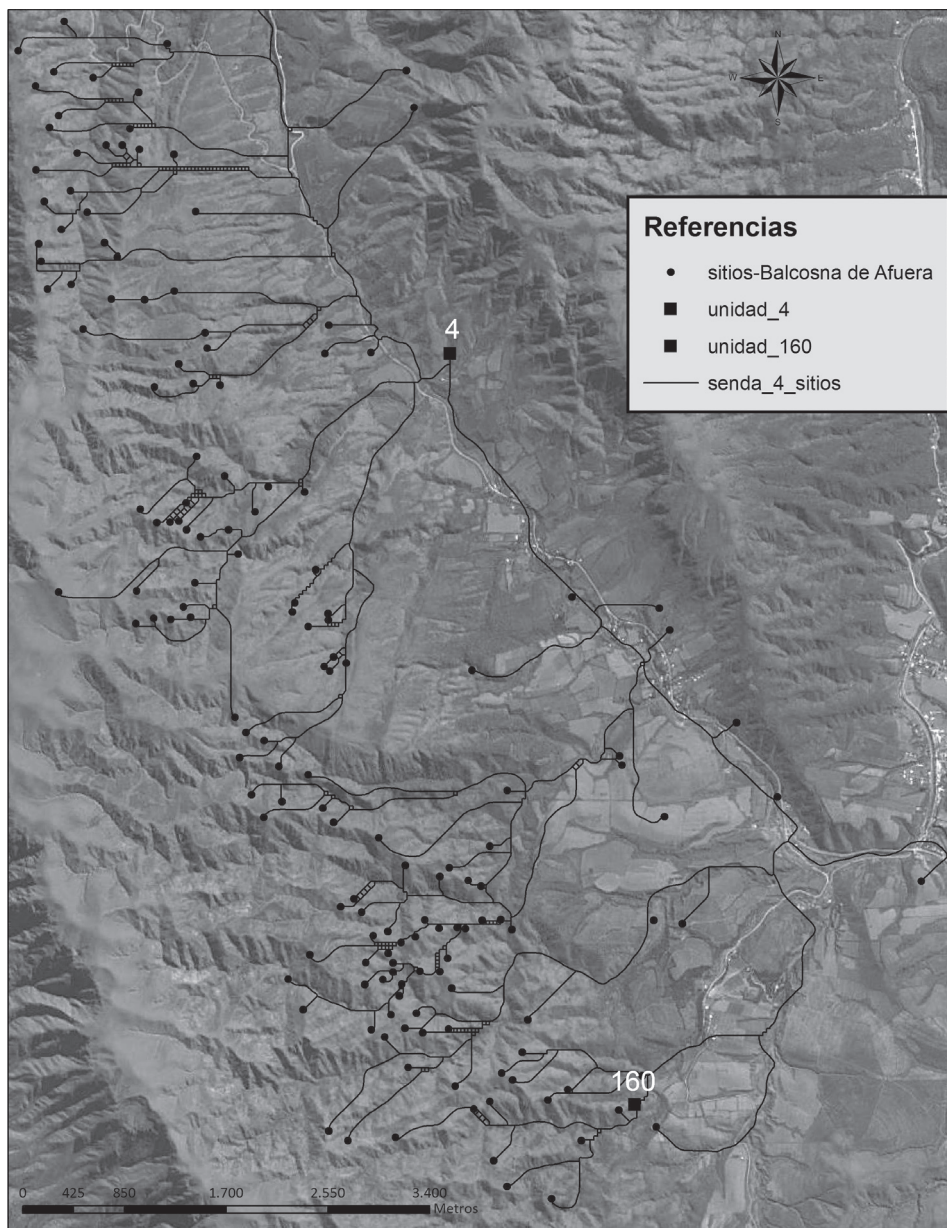 N
W E
S
Referencias
sitios-Balcosna de Afuera
unidad_4
unidad_160
senda_4_sitios
4
160
0 425 850 1.700 2.550 3.400
Metros